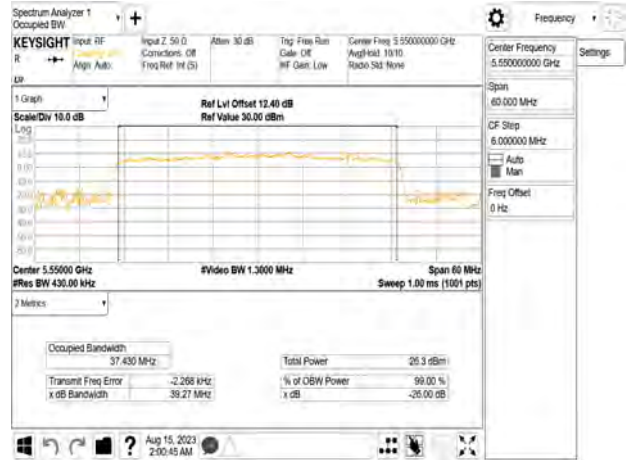 Spectrum Analyzer 1
Occupied BW
+
Frequency
KEYSIGHT
R
Input: RF
Align: Auto
Input Z: 50 Ω
Corrections: Off
Freq Ref: Int (S)
Atten: 30 dB
Trig: Free Run
Gate: Off
#IF Gain: Low
Center Freq: 5.550000000 GHz
Avg|Hold: 10/10
Radio Std: None
Center Frequency
5.550000000 GHz
Settings
Span
60.000 MHz
CF Step
6.000000 MHz
Auto
Man
Freq Offset
0 Hz
1 Graph
Scale/Div 10.0 dB
Ref Lvl Offset 12.40 dB
Ref Value 30.00 dBm
Log
Center 5.55000 GHz
#Res BW 430.00 kHz
#Video BW 1.3000 MHz
Span 60 MHz
Sweep 1.00 ms (1001 pts)
2 Metrics
Occupied Bandwidth
37.430 MHz
Total Power 26.3 dBm
Transmit Freq Error -2.268 kHz
% of OBW Power 99.00 %
x dB Bandwidth 39.27 MHz
x dB -26.00 dB
?
Aug 15, 2023
2:00:45 AM